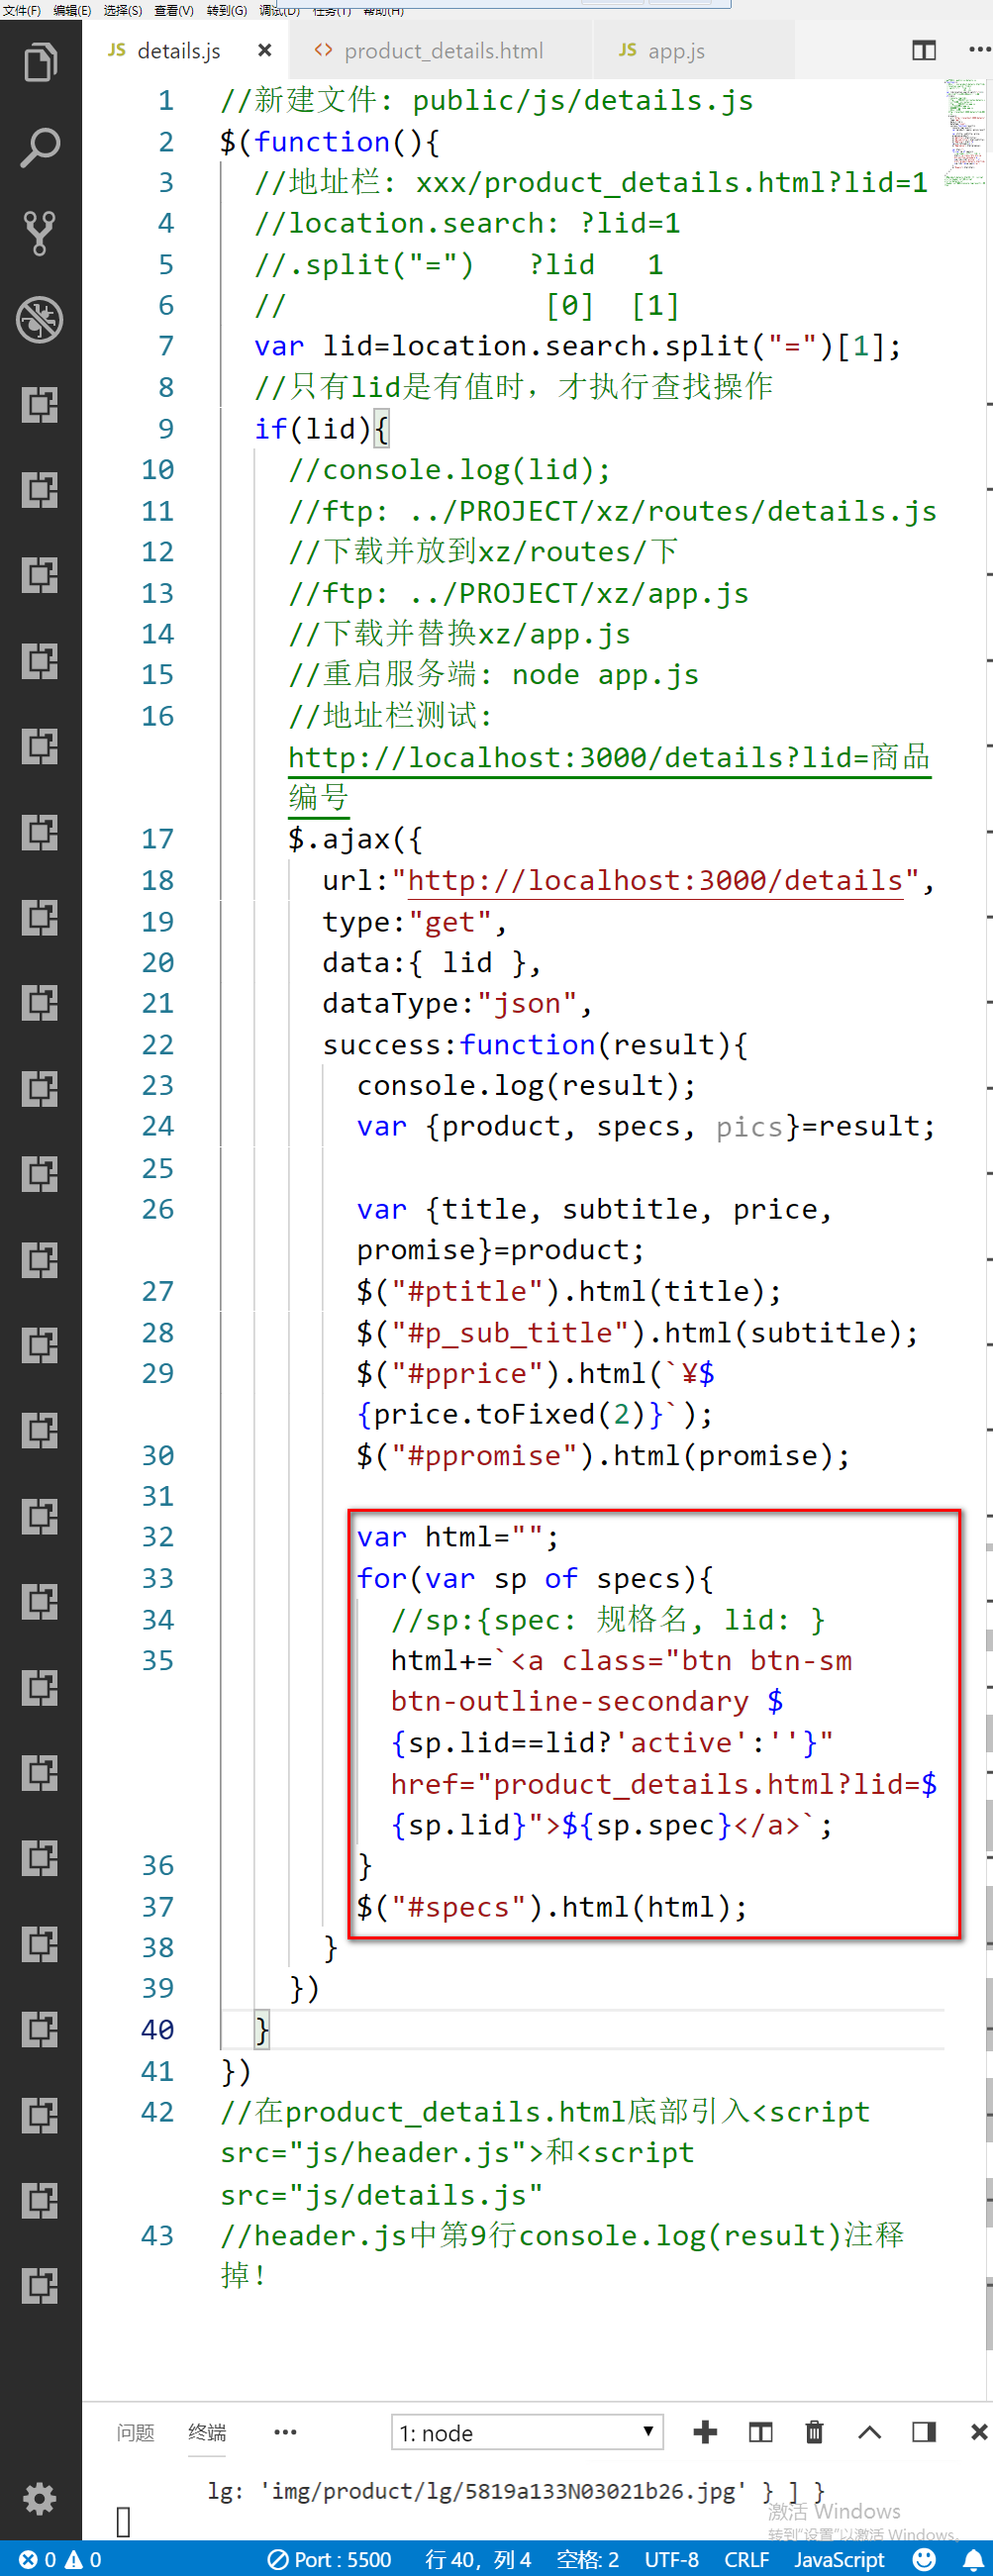 文件(F) 编辑(E) 选择(S) 查看(V) 转到(G) 调试(D) 任务(T) 帮助(H)
JS details.js × <> product_details.html JS app.js
1 //新建文件: public/js/details.js
2 $(function(){
3 //地址栏: xxx/product_details.html?lid=1
4 //location.search: ?lid=1
5 //.split("=") ?lid 1
6 // [0] [1]
7 var lid=location.search.split("=")[1];
8 //只有lid是有值时，才执行查找操作
9 if(lid){
10 //console.log(lid);
11 //ftp: ../PROJECT/xz/routes/details.js
12 //下载并放到xz/routes/下
13 //ftp: ../PROJECT/xz/app.js
14 //下载并替换xz/app.js
15 //重启服务端: node app.js
16 //地址栏测试:
http://localhost:3000/details?lid=商品
编号
17 $.ajax({
18 url:"http://localhost:3000/details",
19 type:"get",
20 data:{ lid },
21 dataType:"json",
22 success:function(result){
23 console.log(result);
24 var {product, specs, pics}=result;
25
26 var {title, subtitle, price,
promise}=product;
27 $("#ptitle").html(title);
28 $("#p_sub_title").html(subtitle);
29 $("#pprice").html(`¥$
{price.toFixed(2)}`);
30 $("#ppromise").html(promise);
31
32 var html="";
33 for(var sp of specs){
34 //sp:{spec: 规格名, lid: }
35 html+=`<a class="btn btn-sm
btn-outline-secondary $
{sp.lid==lid?'active':''}"
href="product_details.html?lid=$
{sp.lid}">${sp.spec}</a>`;
36 }
37 $("#specs").html(html);
38 }
39 })
40 }
41 })
42 //在product_details.html底部引入<script
src="js/header.js">和<script
src="js/details.js"
43 //header.js中第9行console.log(result)注释
掉!
问题 终端 ••• 1: node
lg: 'img/product/lg/5819a133N03021b26.jpg' } ] }
激活 Windows
转到"设置"以激活 Windows。
0 0 Port : 5500 行 40，列 4 空格: 2 UTF-8 CRLF JavaScript